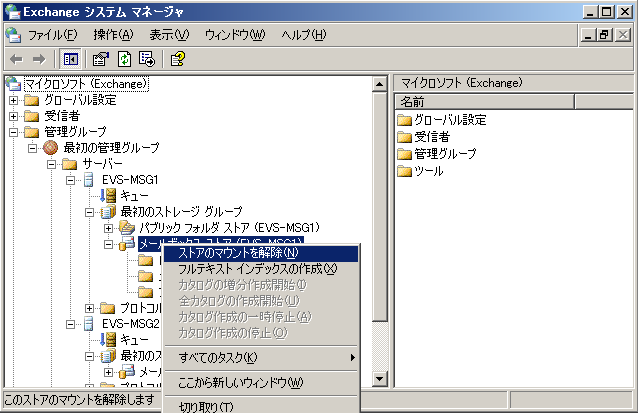 Exchange システム マネージャ
ファイル(F) 操作(A) 表示(V) ウィンドウ(W) ヘルプ(H)
マイクロソフト (Exchange)
グローバル設定
受信者
管理グループ
最初の管理グループ
サーバー
EVS-MSG1
キュー
最初のストレージ グループ
パブリック フォルダ ストア (EVS-MSG1)
メールボックス ストア (EVS-MSG1)
プロトコル
EVS-MSG2
キュー
最初のス
メー
プロトコル
ストアのマウントを解除(N)
フルテキスト インデックスの作成(X)
カタログの増分作成開始(I)
全カタログの作成開始(U)
カタログ作成の一時停止(A)
カタログ作成の停止(O)
すべてのタスク(K)
ここから新しいウィンドウ(W)
切り取り(T)
マイクロソフト (Exchange)
名前
グローバル設定
受信者
管理グループ
ツール
このストアのマウントを解除します